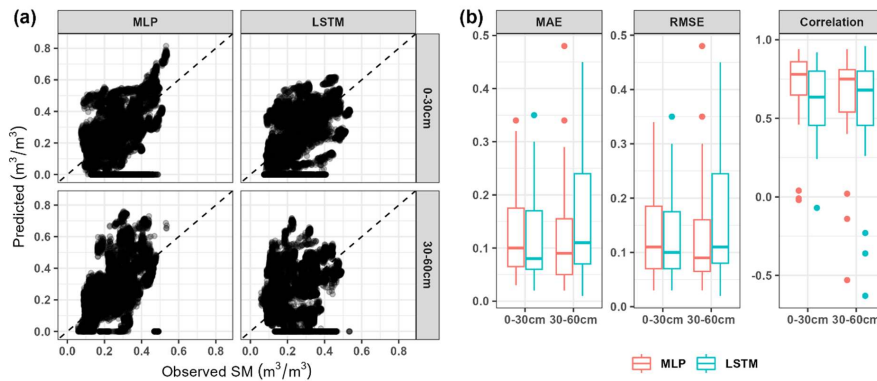 (a)
MLP
LSTM
0.8
0.6
0.4
0.2
0.0
0-30cm
0.8
0.6
0.4
0.2
0.0
30-60cm
Predicted (m³/m³)
0.0 0.2 0.4 0.6 0.8
0.0 0.2 0.4 0.6 0.8
Observed SM (m³/m³)
(b)
MAE
RMSE
Correlation
0.5
0.4
0.3
0.2
0.1
0.0
0-30cm 30-60cm
0.5
0.4
0.3
0.2
0.1
0.0
0-30cm 30-60cm
1.0
0.5
0.0
-0.5
0-30cm 30-60cm
MLP
LSTM